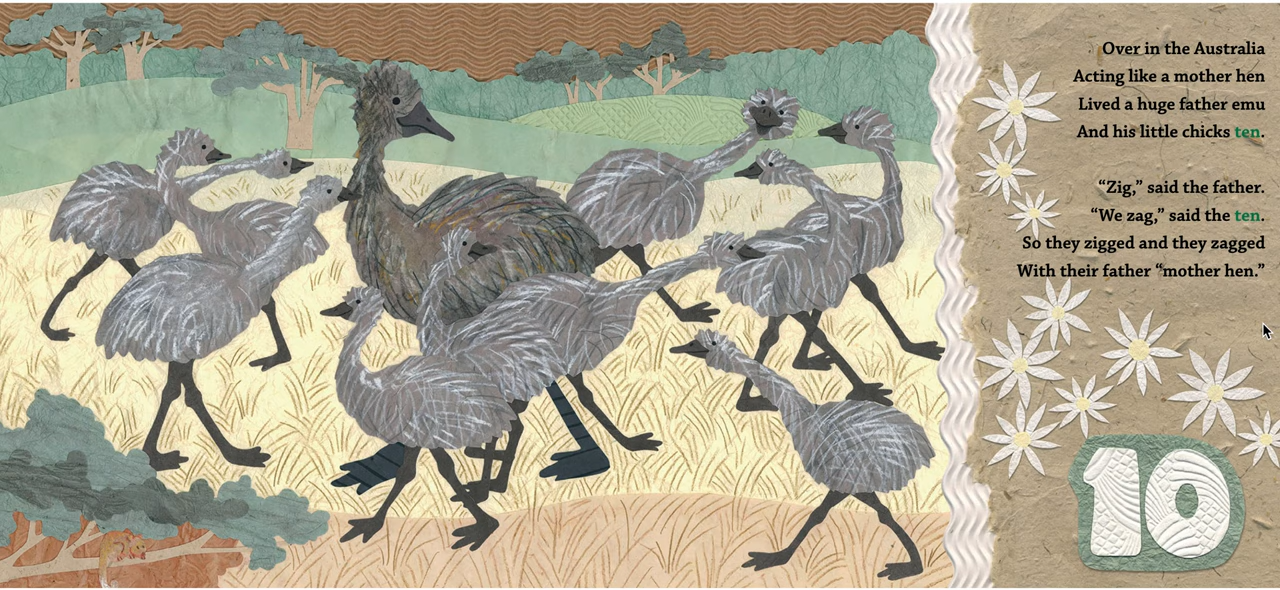 Over in the Australia
Acting like a mother hen
Lived a huge father emu
And his little chicks ten.
“Zig,” said the father.
“We zag,” said the ten.
So they zigged and they zagged
With their father “mother hen.”
10